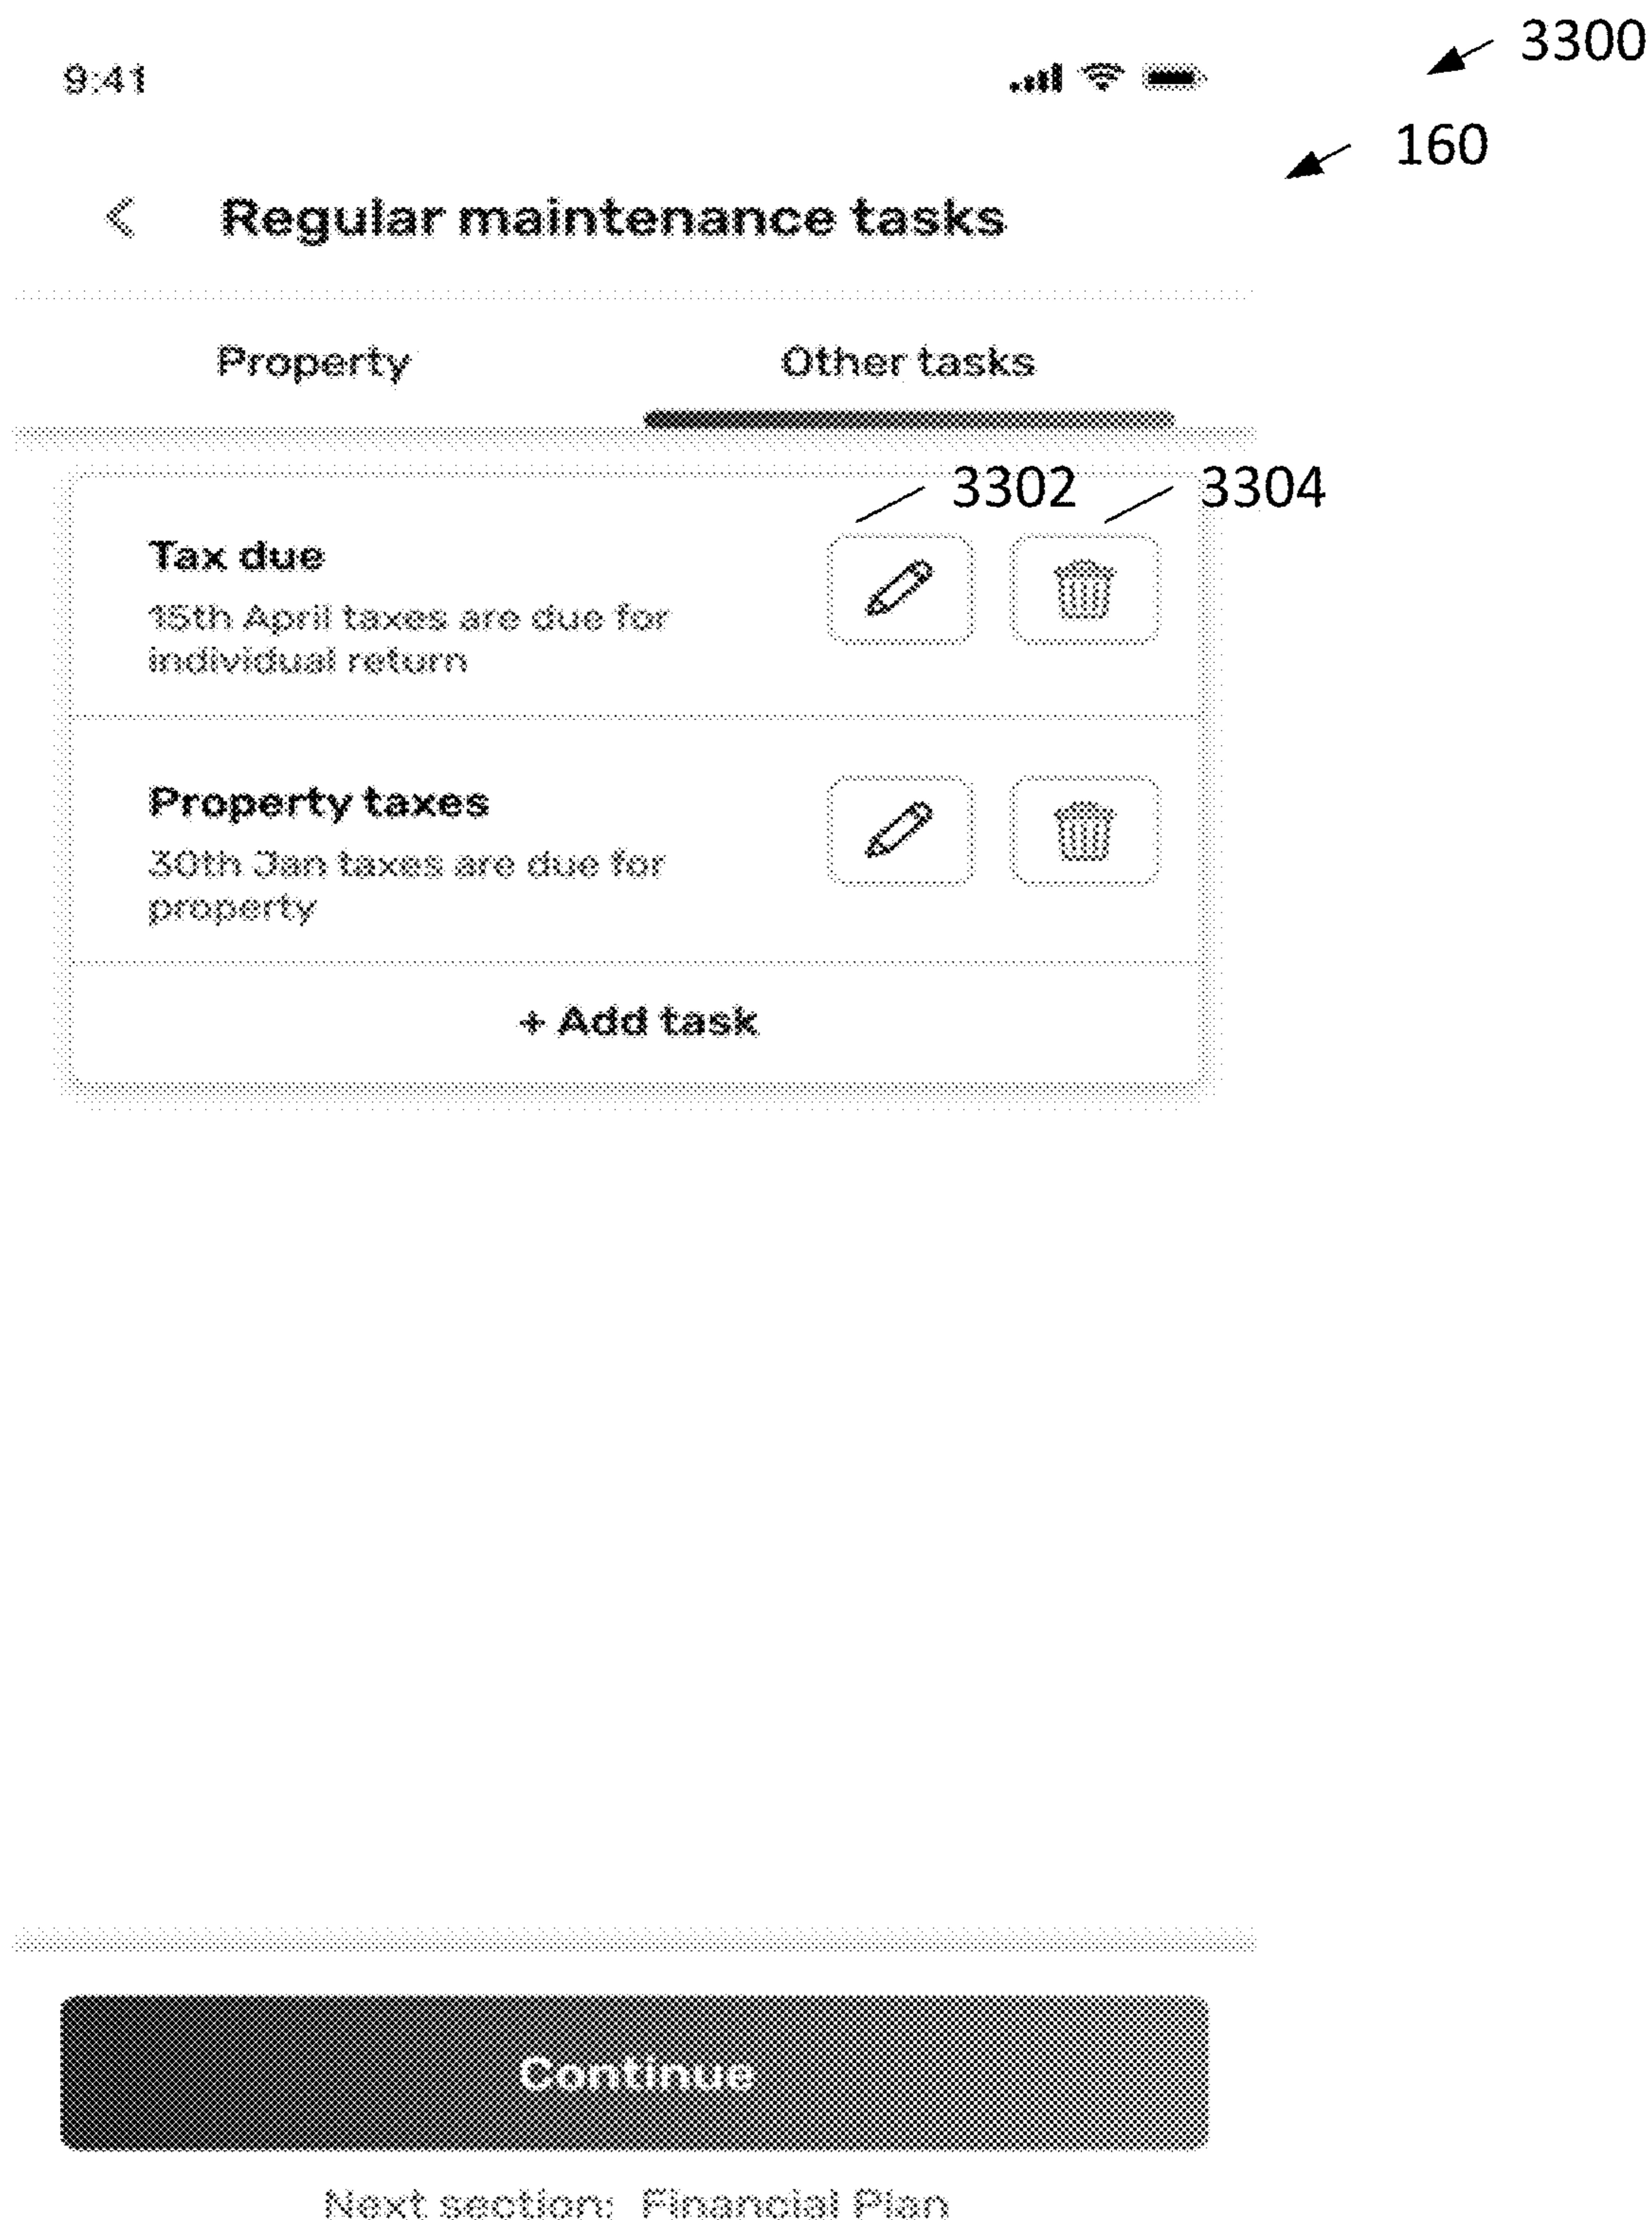 3300
9:41
160
< Regular maintenance tasks
Property Other tasks
3302 3304
Tax due
15th April taxes are due for
individual return
Property taxes
30th Jan taxes are due for
property
+ Add task
Continue
Next section: Financial Plan